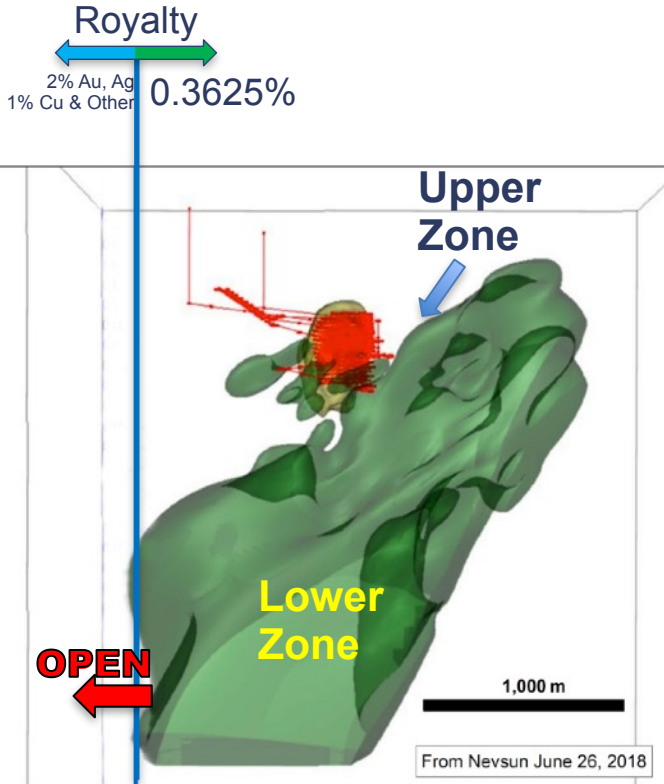 Royalty
2% Au, Ag
1% Cu & Other
0.3625%
Upper
Zone
Lower
Zone
OPEN
1,000 m
From Nevsun June 26, 2018